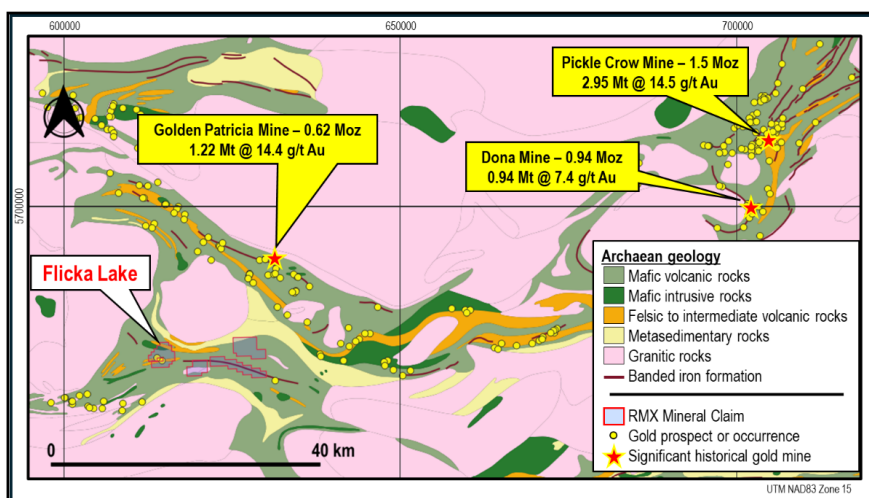 600000
650000
700000
Pickle Crow Mine – 1.5 Moz
2.95 Mt @ 14.5 g/t Au
Golden Patricia Mine – 0.62 Moz
1.22 Mt @ 14.4 g/t Au
Dona Mine – 0.94 Moz
0.94 Mt @ 7.4 g/t Au
5700000
5700000
Flicka Lake
Archaean geology
Mafic volcanic rocks
Mafic intrusive rocks
Felsic to intermediate volcanic rocks
Metasedimentary rocks
Granitic rocks
Banded iron formation
RMX Mineral Claim
Gold prospect or occurrence
Significant historical gold mine
0
40 km
UTM NAD83 Zone 15